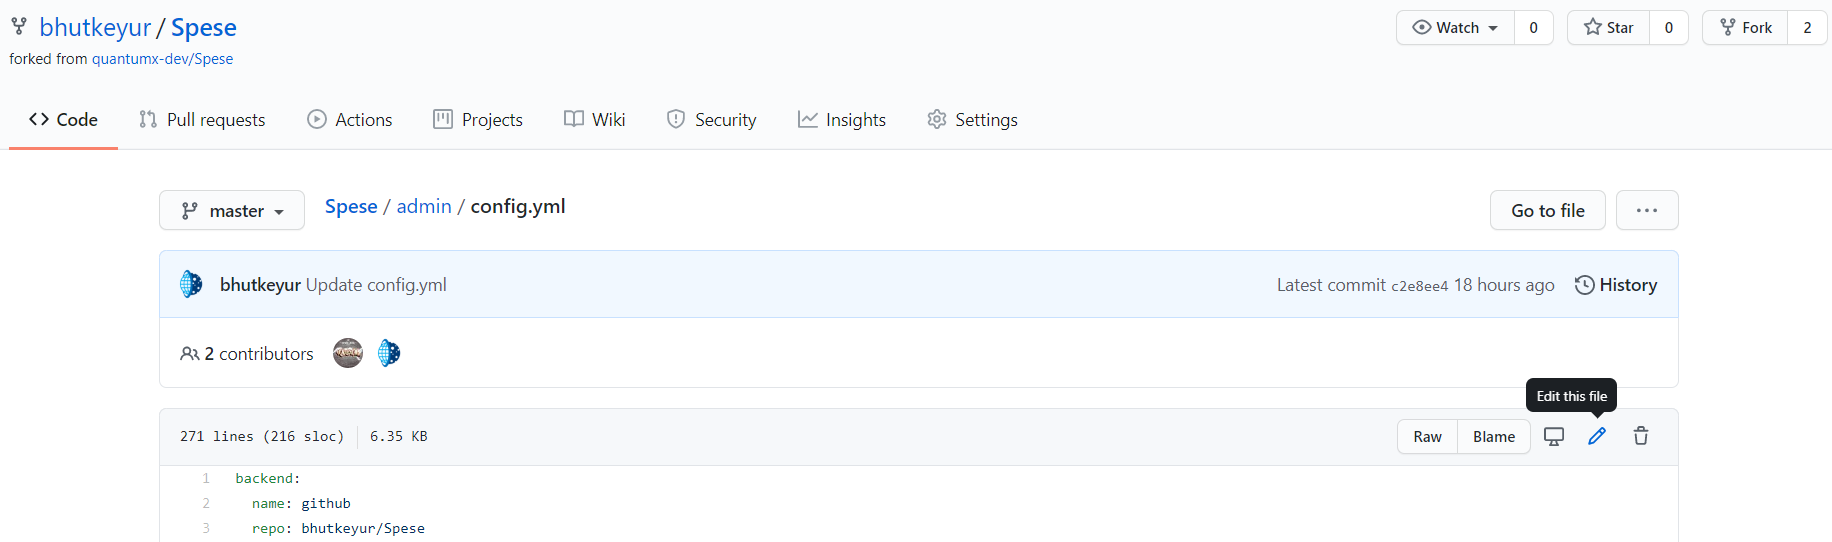 bhutkeyur / Spese
Watch 0 Star 0 Fork 2
forked from quantumx-dev/Spese
Code Pull requests Actions Projects Wiki Security Insights Settings
master Spese / admin / config.yml Go to file ...
bhutkeyur Update config.yml Latest commit c2e8ee4 18 hours ago History
2 contributors
Edit this file
271 lines (216 sloc) 6.35 KB Raw Blame
1 backend:
2 name: github
3 repo: bhutkeyur/Spese